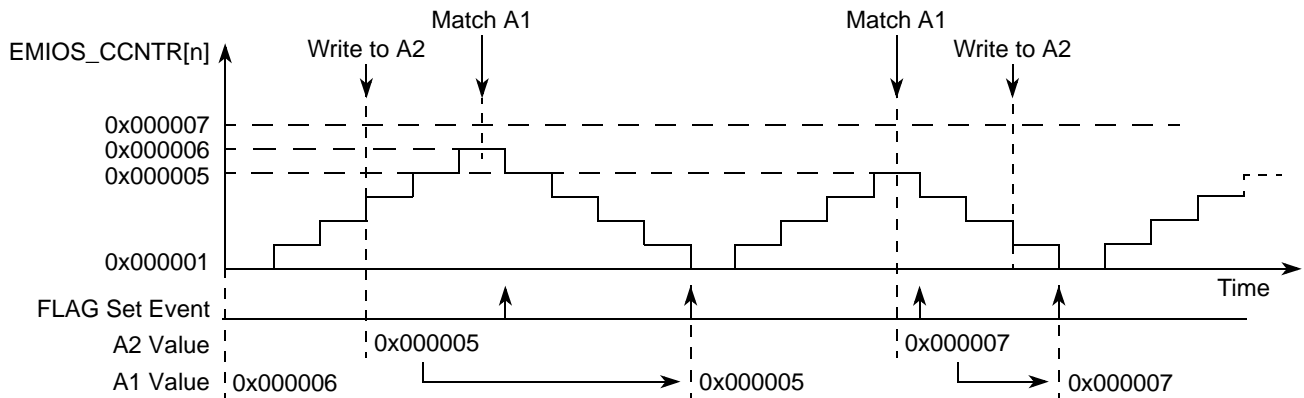 Match A1
Match A1
EMIOS_CCNTR[n]
Write to A2
Write to A2
0x000007
0x000006
0x000005
0x000001
Time
FLAG Set Event
A2 Value
0x000005
0x000007
A1 Value
0x000006
0x000005
0x000007